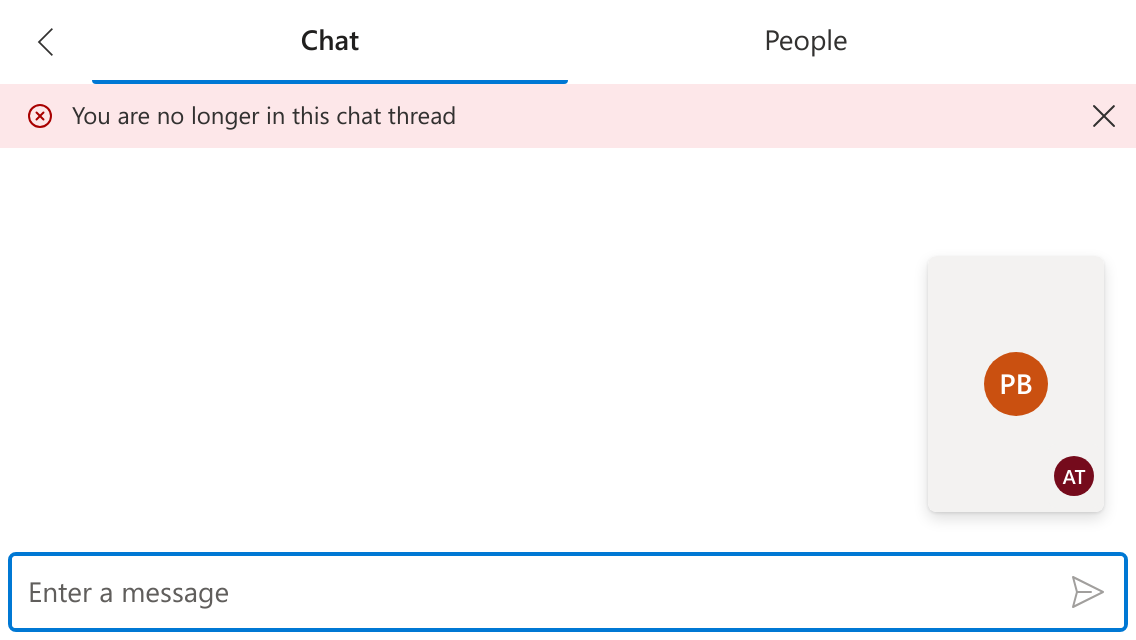 Chat
People
You are no longer in this chat thread
PB
AT
Enter a message